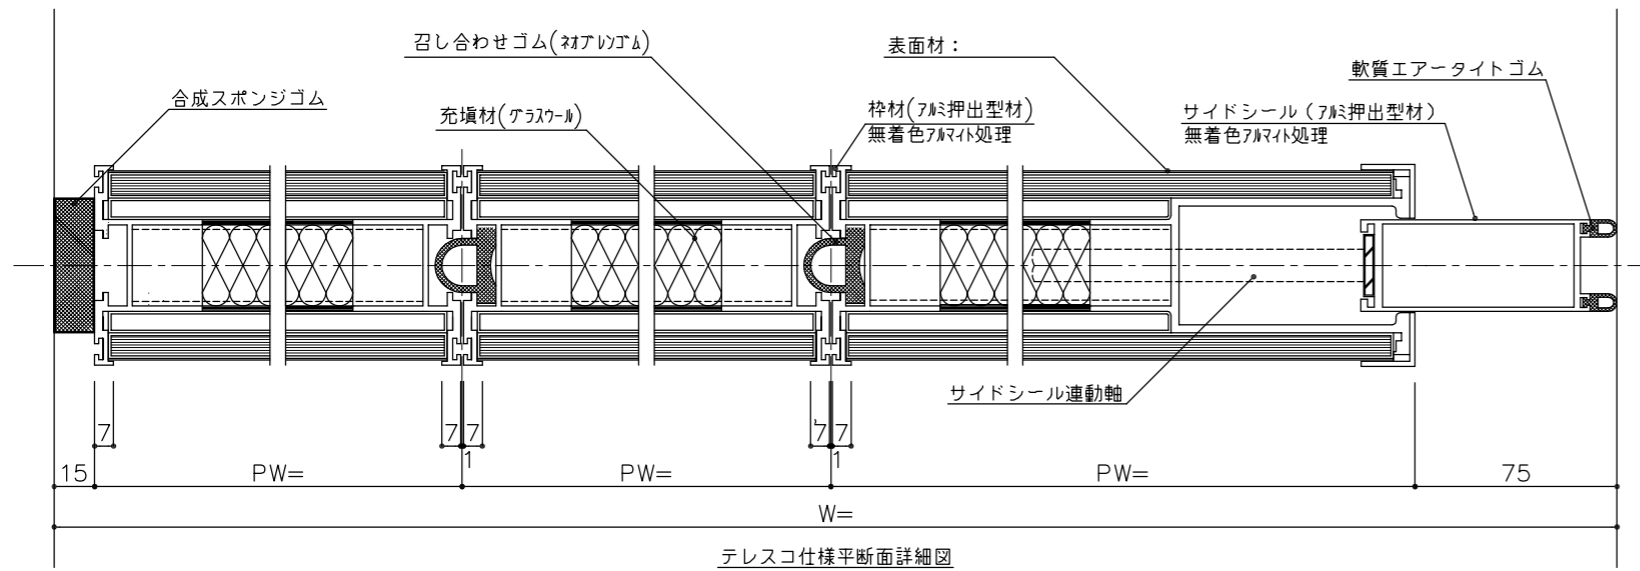 召し合わせゴム(ネオプレンゴム)
表面材：
軟質エアータイトゴム
合成スポンジゴム
充塡材(グラスウール)
枠材(アルミ押出型材)
無着色アルマイト処理
サイドシール（アルミ押出型材）
無着色アルマイト処理
サイドシール連動軸
7
7
7
7
7
1
1
15
PW=
PW=
PW=
75
W=
テレスコ仕様平断面詳細図